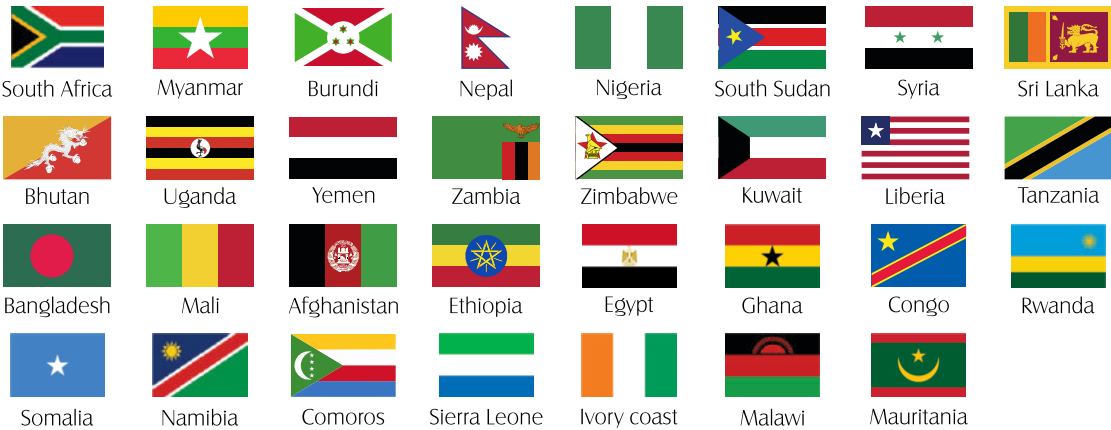 South Africa
Myanmar
Burundi
Nepal
Nigeria
South Sudan
Syria
Sri Lanka
Bhutan
Uganda
Yemen
Zambia
Zimbabwe
Kuwait
Liberia
Tanzania
Bangladesh
Mali
Afghanistan
Ethiopia
Egypt
Ghana
Congo
Rwanda
Somalia
Namibia
Comoros
Sierra Leone
Ivory coast
Malawi
Mauritania